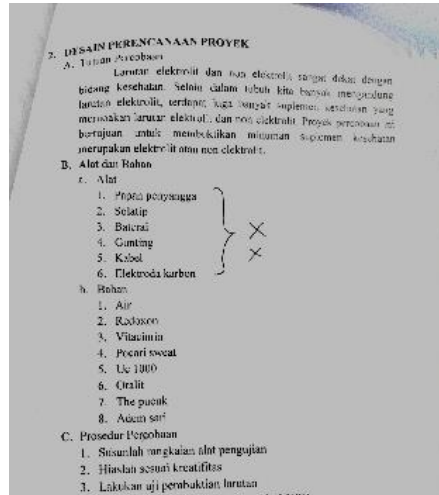 2. DESAIN PERENCANAAN PROYEK
A. Tujuan Percobaan
Larutan elektrolit dan non elektrolit sangat dekat dengan
bidang kesehatan. Selain dalam tubuh kita banyak mengandung
larutan elektrolit, terdapat juga banyak suplemen kesehatan yang
merupakan larutan elektrolit dan non elektrolit. Proyek percobaan ini
bertujuan untuk membuktikan minuman suplemen kesehatan
merupakan elektrolit atau non elektrolit.
B. Alat dan Bahan
Alat
1. Papan penyangga
2. Solatip
3. Baterai
4. Gunting
5. Kabel
6. Elektroda karbon
b. Bahan
1. Air
2. Redoxon
3. Vitacimin
4. Pocari sweat
5. Uc 1000
6. Oralit
7. The pucuk
8. Adem sari
C. Prosedur Percobaan
1. Susunlah rangkaian alat pengujian
2. Hiaslah sesuai kreatifitas
3. Lakukan uji pembuktian larutan